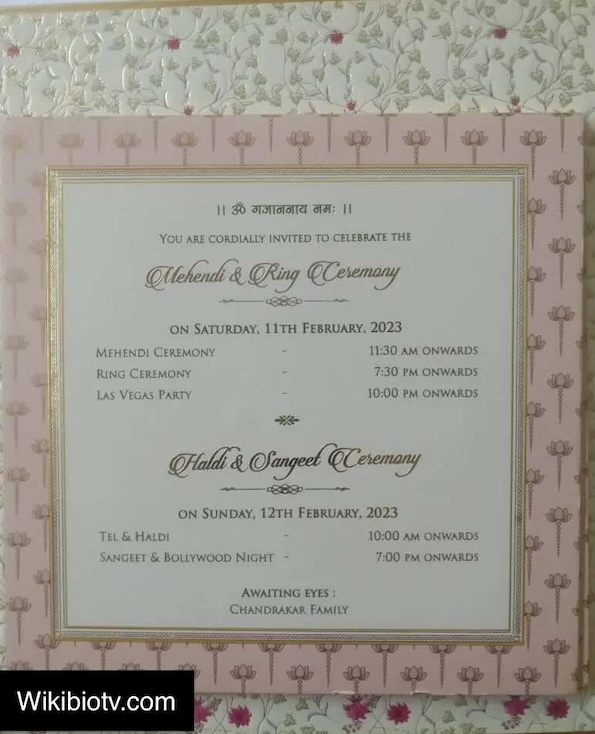 || ॐ गजाननाय नमः ||
You are cordially invited to celebrate the
Mehendi & Ring Ceremony
on Saturday, 11th February, 2023
Mehendi Ceremony - 11:30 am onwards
Ring Ceremony - 7:30 pm onwards
Las Vegas Party - 10:00 pm onwards
Haldi & Sangeet Ceremony
on Sunday, 12th February, 2023
Tel & Haldi - 10:00 am onwards
Sangeet & Bollywood Night - 7:00 pm onwards
Awaiting eyes :
Chandrakar Family
Wikibiotv.com